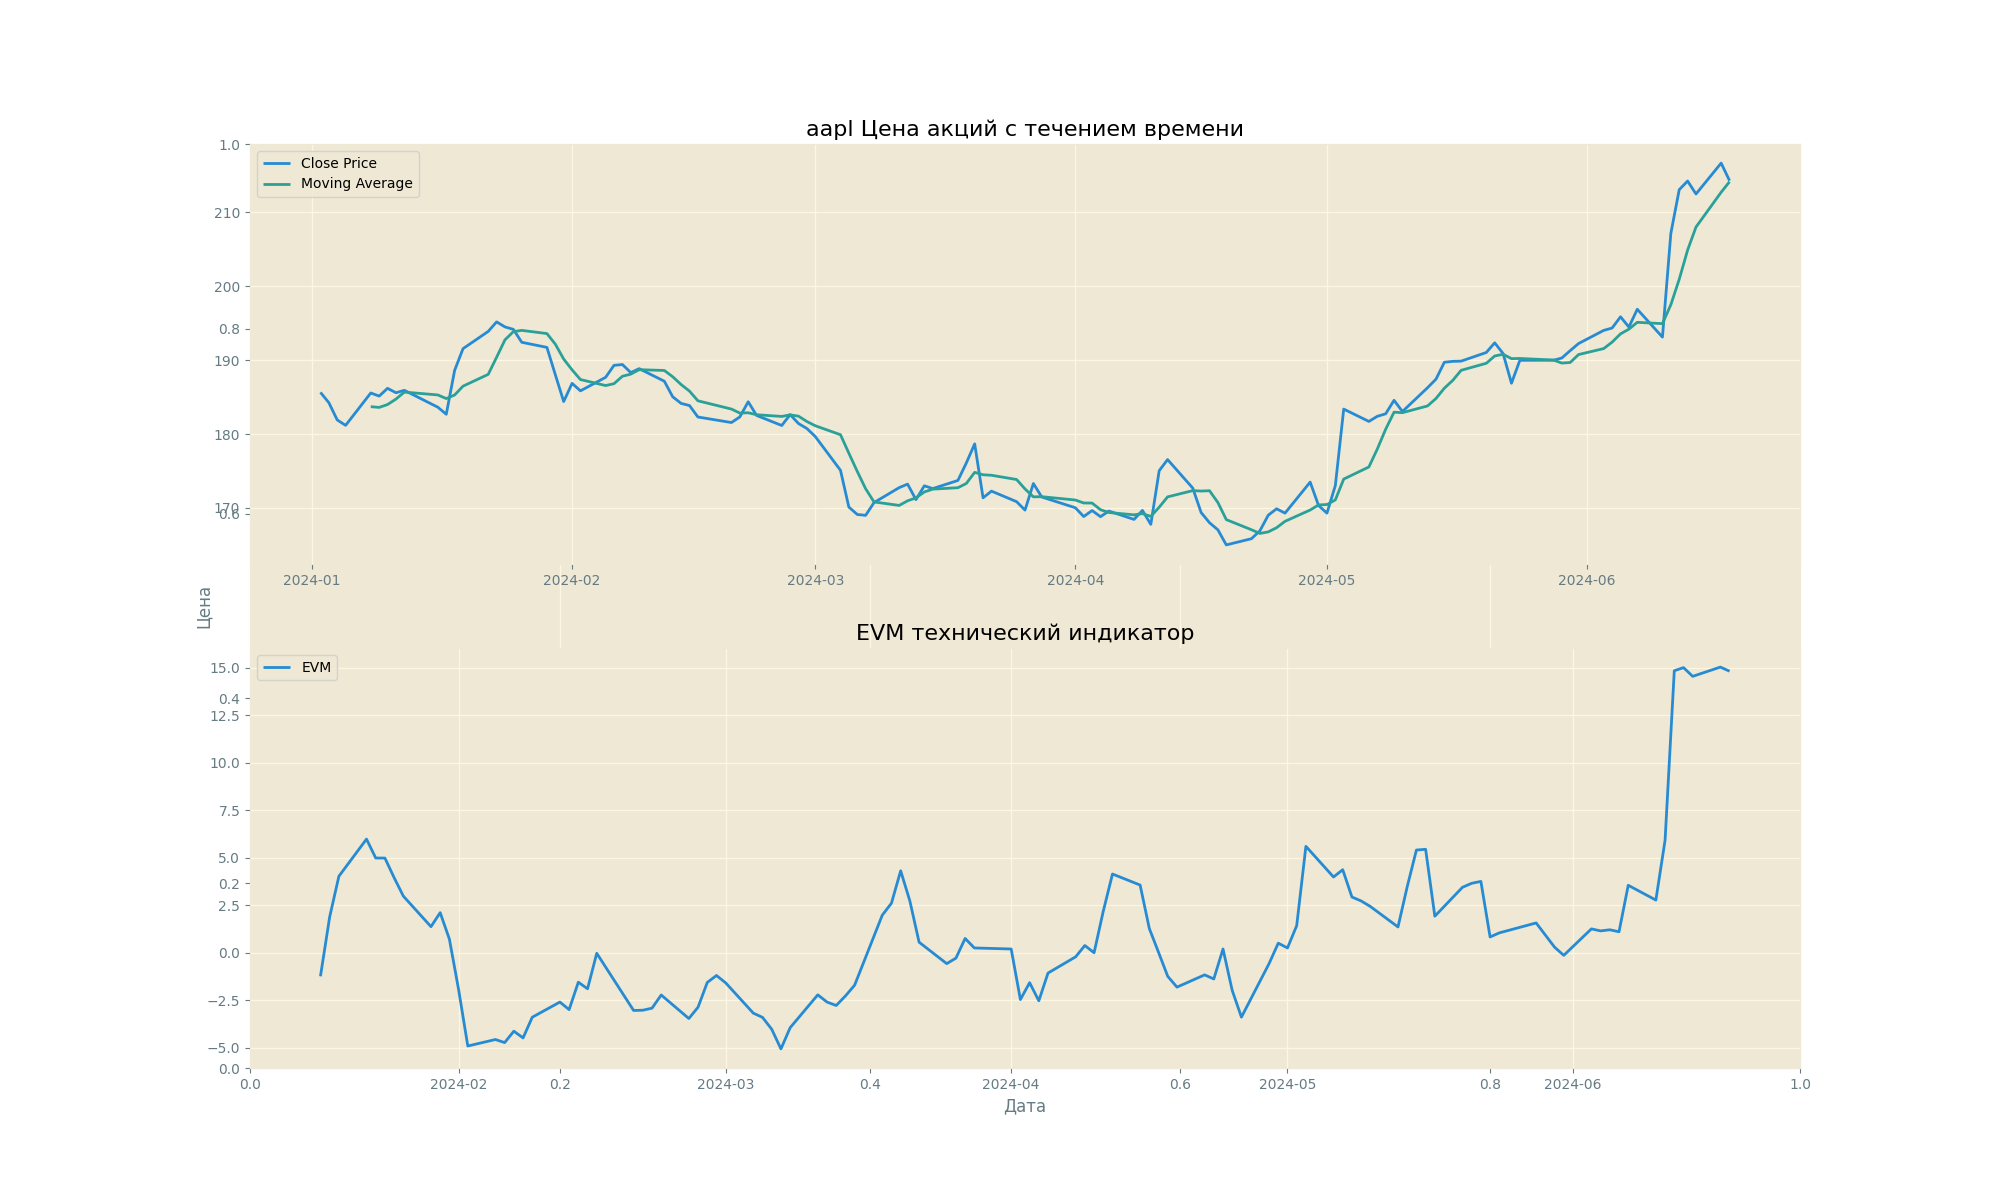 aapl Цена акций с течением времени
1.0
Close Price
Moving Average
210
200
0.8
190
180
170
0.6
2024-01 2024-02 2024-03 2024-04 2024-05 2024-06
Цена
EVM технический индикатор
EVM
15.0
0.4
12.5
10.0
7.5
5.0
0.2
2.5
0.0
−2.5
−5.0
0.0
0.0 2024-02 0.2 2024-03 0.4 2024-04 0.6 2024-05 0.8 2024-06 1.0
Дата